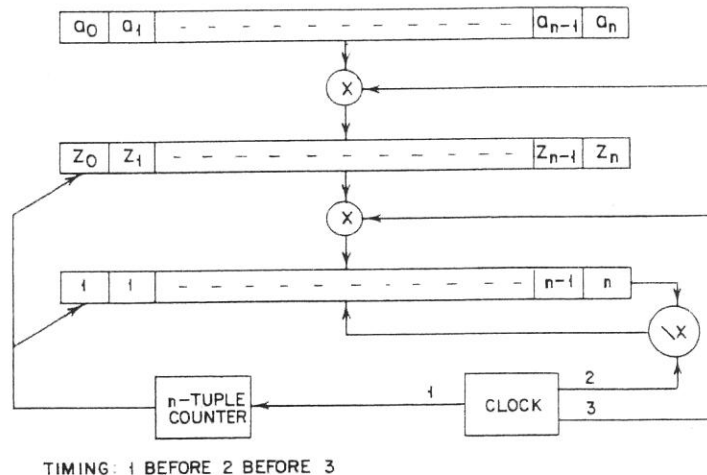 a0 a1 an-1 an
X
Z0 Z1 Zn-1 Zn
X
1 1 n-1 n
\X
n-TUPLE
COUNTER
1
CLOCK
2
3
TIMING: 1 BEFORE 2 BEFORE 3